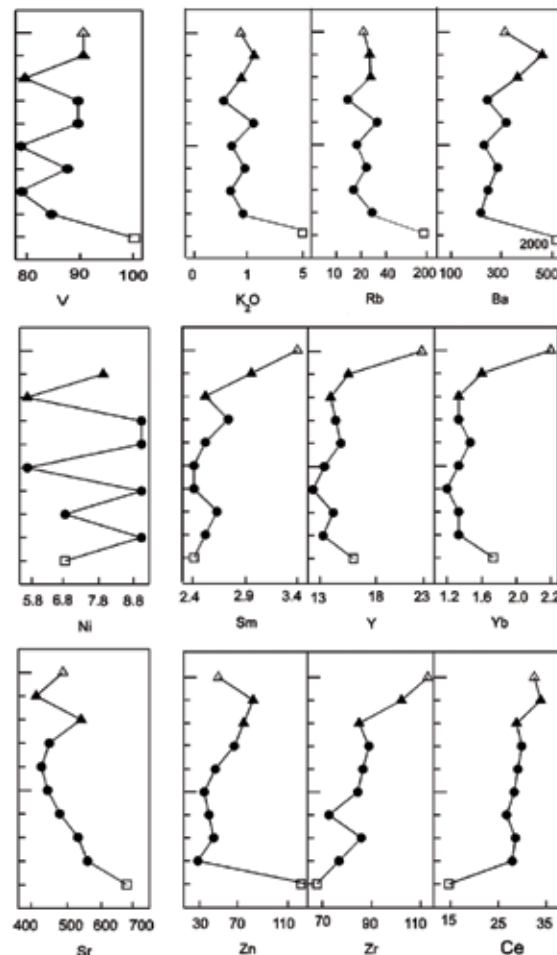 2000
80 90 100 0 1 5 10 20 40 200 100 300 500
V K₂O Rb Ba
5.8 6.8 7.8 8.8 2.4 2.9 3.4 13 18 23 1.2 1.6 2.0 2.2
Ni Sm Y Yb
400 500 600 700 30 70 110 70 90 110 15 25 35
Sr Zn Zr Ce